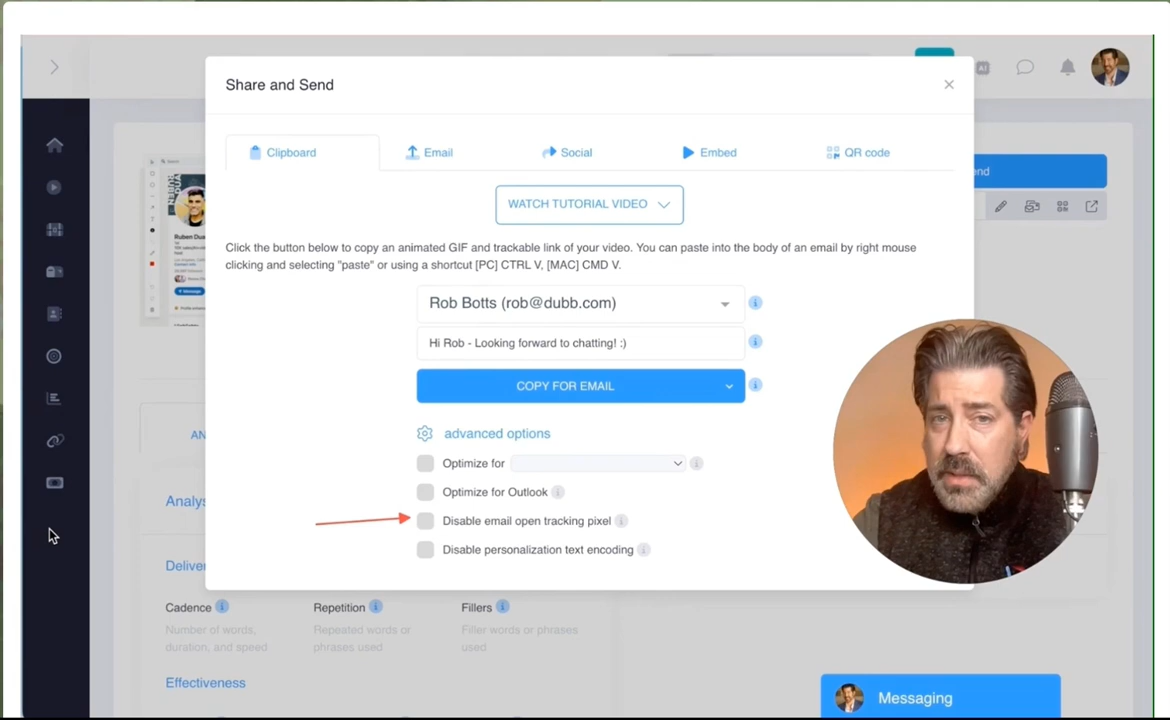 Share and Send
Clipboard
Email
Social
Embed
QR code
WATCH TUTORIAL VIDEO
Click the button below to copy an animated GIF and trackable link of your video. You can paste into the body of an email by right mouse
clicking and selecting "paste" or using a shortcut [PC] CTRL V, [MAC] CMD V.
Rob Botts (rob@dubb.com)
Hi Rob - Looking forward to chatting! :)
COPY FOR EMAIL
advanced options
Optimize for
Optimize for Outlook
Disable email open tracking pixel
Disable personalization text encoding
AI
nd
Ruben Dua
AN
Analys
Deliver
Cadence
Repetition
Fillers
Number of words,
duration, and speed
Repeated words or
phrases used
Filler words or phrases
used
Effectiveness
Messaging